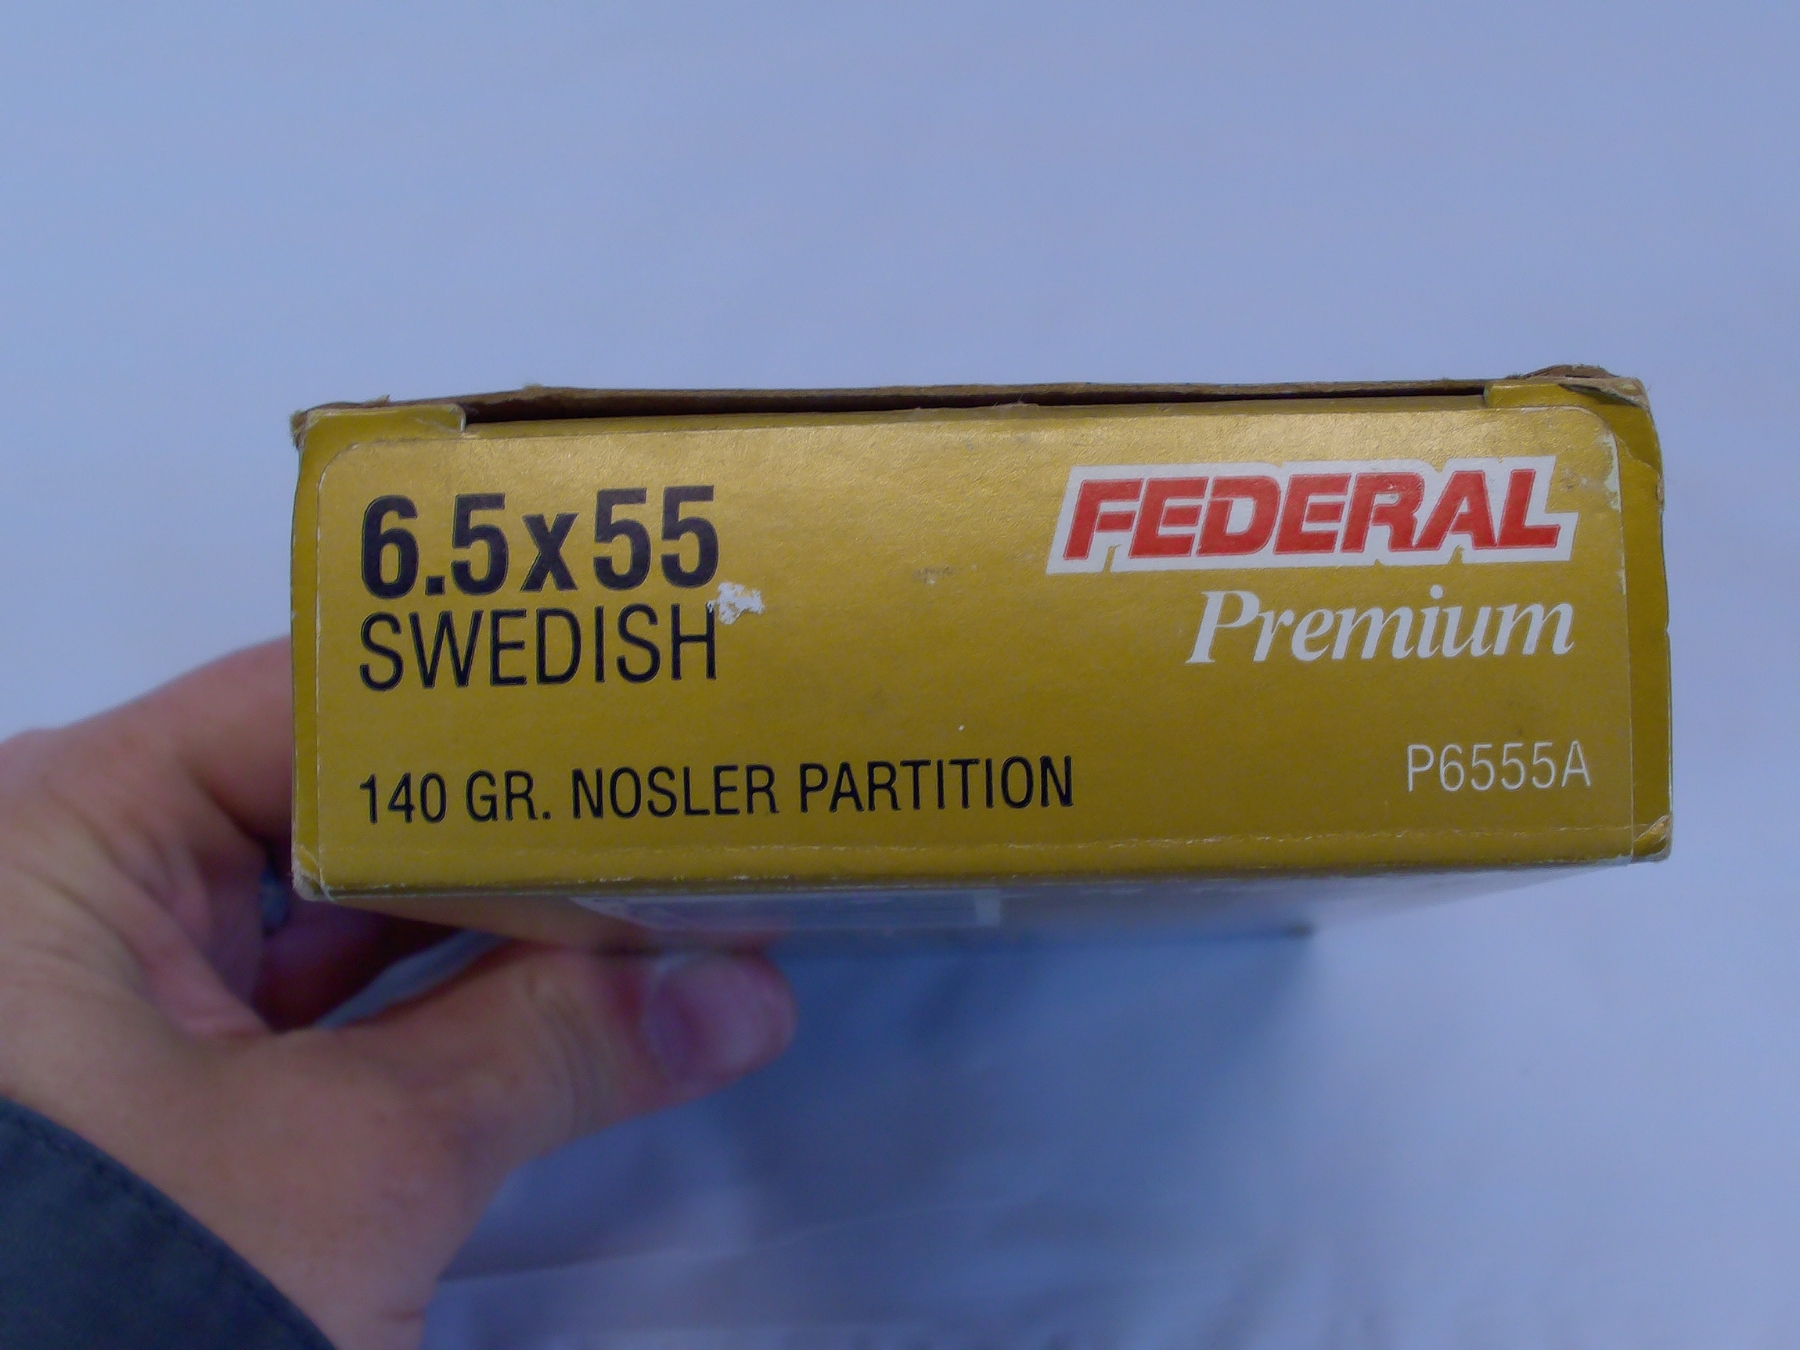 6.5x55
SWEDISH
140 GR. NOSLER PARTITION
FEDERAL
Premium
P6555A